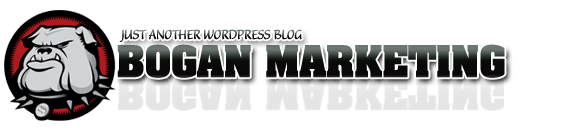 JUST ANOTHER WORDPRESS BLOG
BOGAN MARKETING